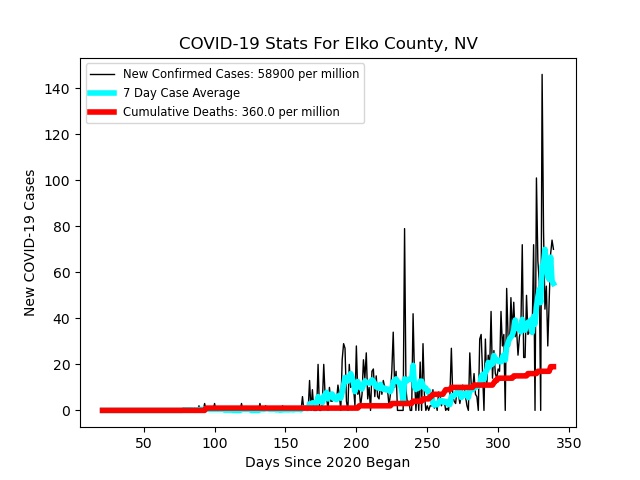 COVID-19 Stats For Elko County, NV
New Confirmed Cases: 58900 per million
7 Day Case Average
Cumulative Deaths: 360.0 per million
New COVID-19 Cases
140
120
100
80
60
40
20
0
50
100
150
200
250
300
350
Days Since 2020 Began